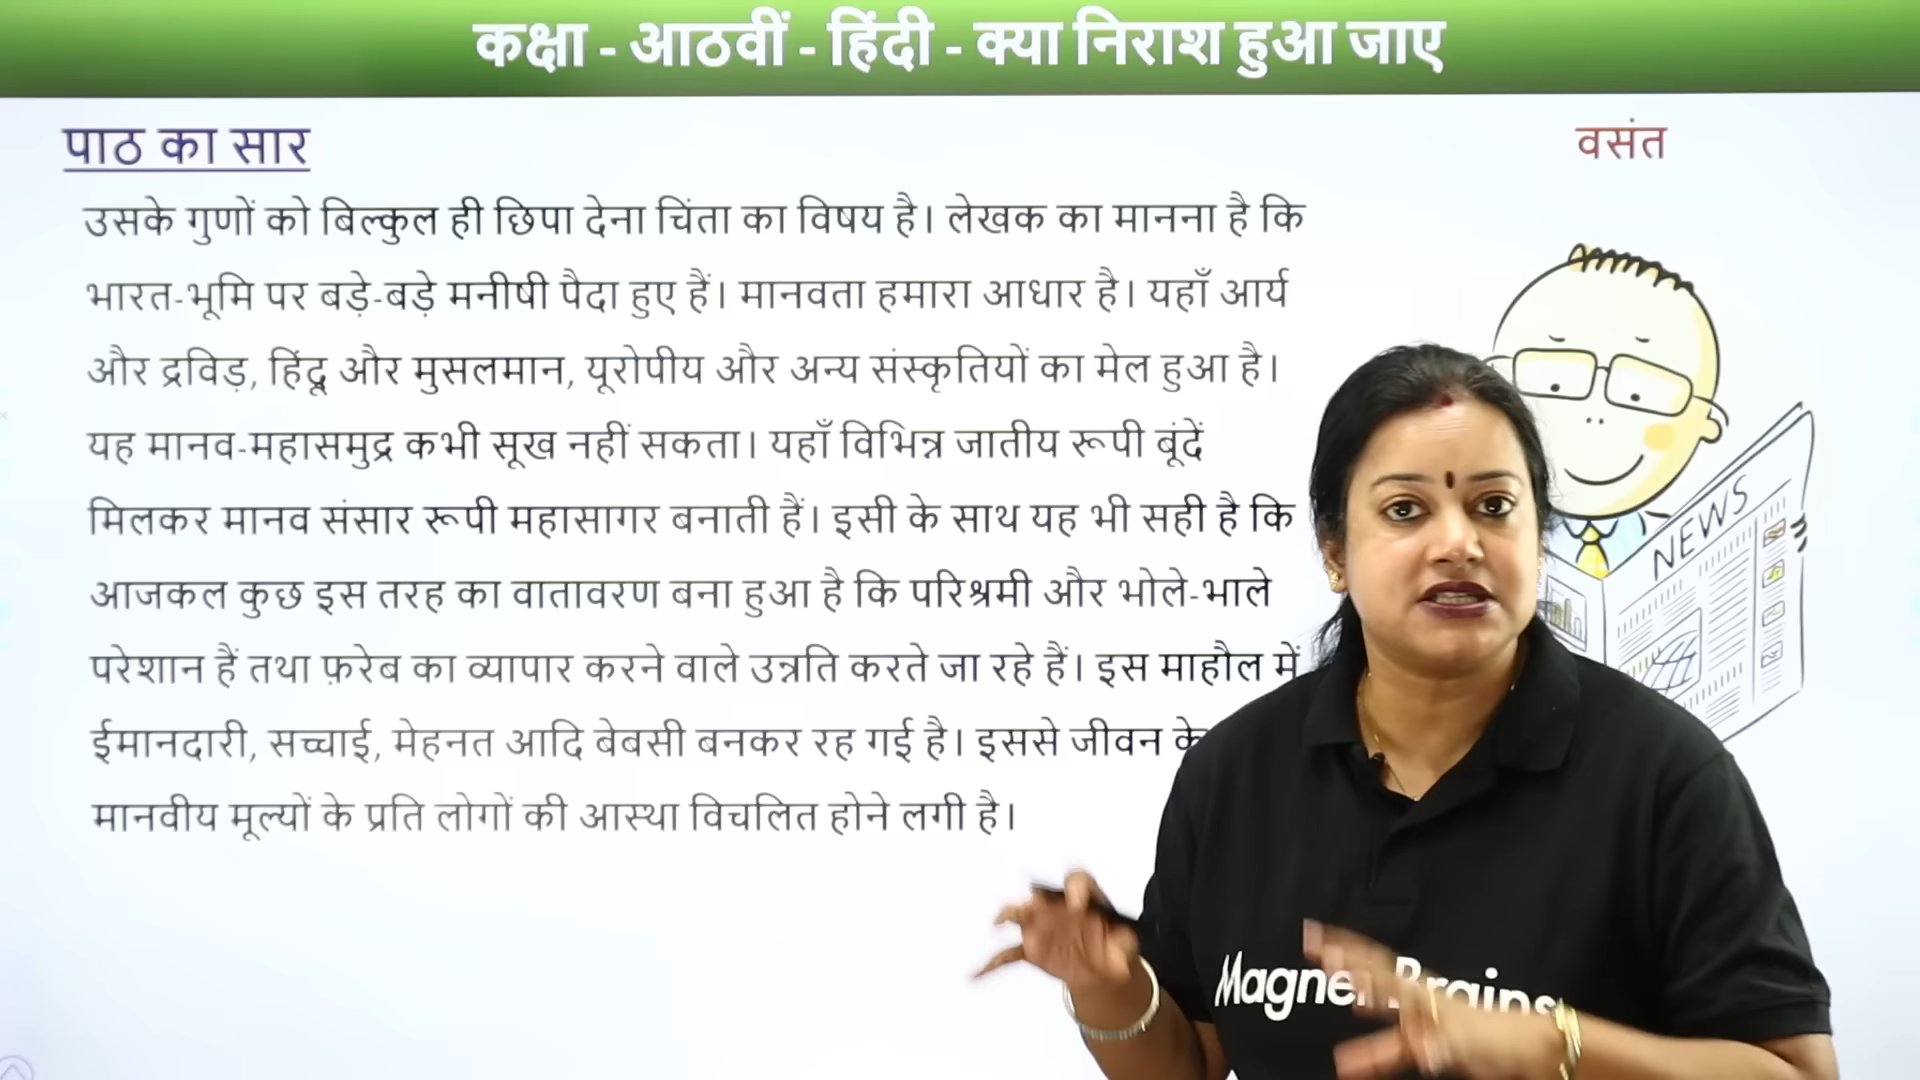 कक्षा - आठवीं - हिंदी - क्या निराश हुआ जाए
पाठ का सार
वसंत
उसके गुणों को बिल्कुल ही छिपा देना चिंता का विषय है। लेखक का मानना है कि
भारत-भूमि पर बड़े-बड़े मनीषी पैदा हुए हैं। मानवता हमारा आधार है। यहाँ आर्य
और द्रविड़, हिंदू और मुसलमान, यूरोपीय और अन्य संस्कृतियों का मेल हुआ है।
यह मानव-महासमुद्र कभी सूख नहीं सकता। यहाँ विभिन्न जातीय रूपी बूंदें
मिलकर मानव संसार रूपी महासागर बनाती हैं। इसी के साथ यह भी सही है कि
आजकल कुछ इस तरह का वातावरण बना हुआ है कि परिश्रमी और भोले-भाले
परेशान हैं तथा फ़रेब का व्यापार करने वाले उन्नति करते जा रहे हैं। इस माहौल में
ईमानदारी, सच्चाई, मेहनत आदि बेबसी बनकर रह गई है। इससे जीवन के
मानवीय मूल्यों के प्रति लोगों की आस्था विचलित होने लगी है।
NEWS
Magnet Brains